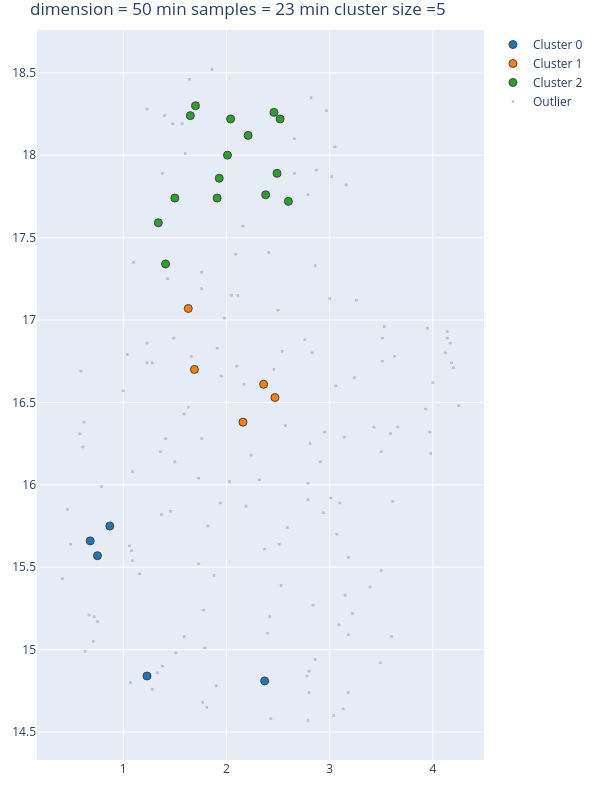 dimension = 50 min samples = 23 min cluster size =5
Cluster 0
Cluster 1
Cluster 2
Outlier
18.5
18
17.5
17
16.5
16
15.5
15
14.5
1 2 3 4